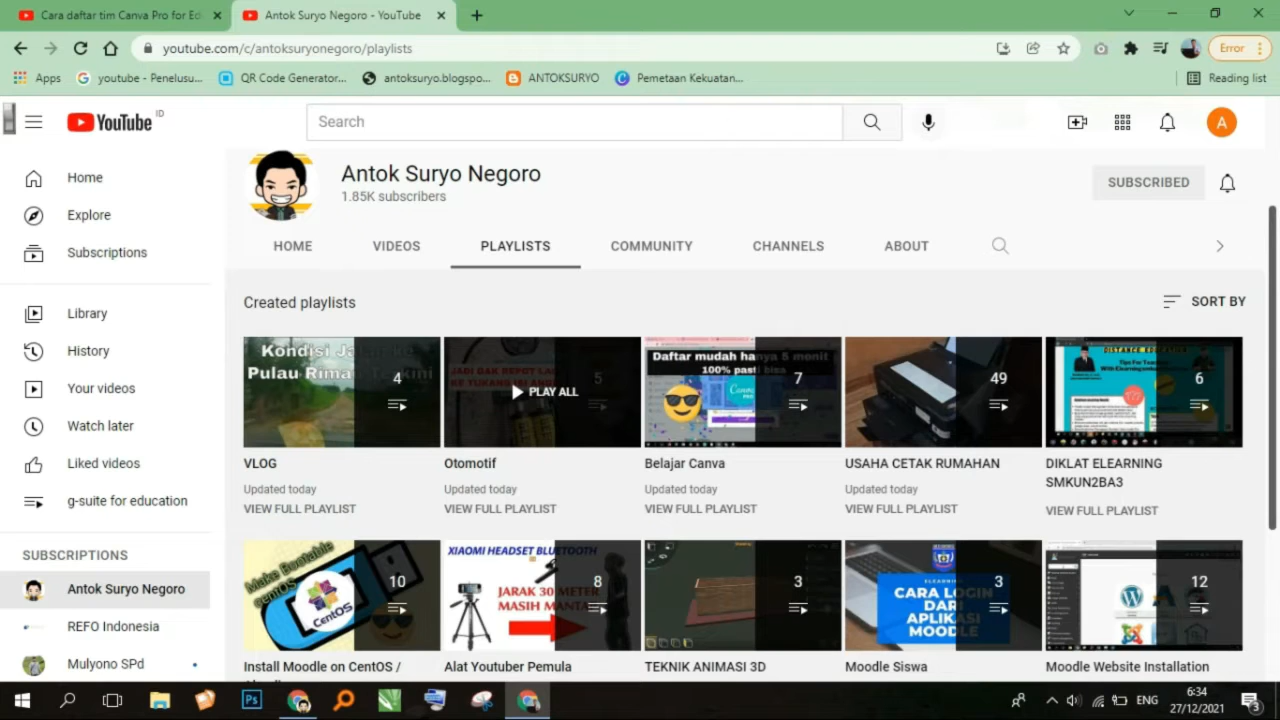 Cara daftar tim Canva Pro for Ed
Antok Suryo Negoro - YouTube
youtube.com/c/antoksuryonegoro/playlists
Error
Apps
youtube - Penelusu...
QR Code Generator...
antoksuryo.blogspo...
ANTOKSURYO
Pemetaan Kekuatan...
Reading list
YouTube ID
Search
A
Home
Explore
Subscriptions
Library
History
Your videos
Watch later
Liked videos
g-suite for education
SUBSCRIPTIONS
Antok Suryo Negoro
REFO Indonesia
Mulyono SPd
Antok Suryo Negoro
1.85K subscribers
SUBSCRIBED
HOME
VIDEOS
PLAYLISTS
COMMUNITY
CHANNELS
ABOUT
Created playlists
SORT BY
Kondisi
Pulau
4
PLAY ALL
5
Daftar mudah hanya 5 menit
100% pasti bisa
7
49
DISTANCE EDUCATION
6
VLOG
Otomotif
Belajar Canva
USAHA CETAK RUMAHAN
DIKLAT ELEARNING
SMKUN2BA3
Updated today
Updated today
Updated today
Updated today
VIEW FULL PLAYLIST
VIEW FULL PLAYLIST
VIEW FULL PLAYLIST
VIEW FULL PLAYLIST
VIEW FULL PLAYLIST
CentOS
10
XIAOMI HEADSET BLUETOOTH
JARAK 30 METER
MASIH MANTA
8
3
ELEARNING
CARA LOGIN
DARI
APLIKASI
MOODLE
3
12
Install Moodle on CentOS /
Alat Youtuber Pemula
TEKNIK ANIMASI 3D
Moodle Siswa
Moodle Website Installation
Ps
ENG
6:34
27/12/2021
3